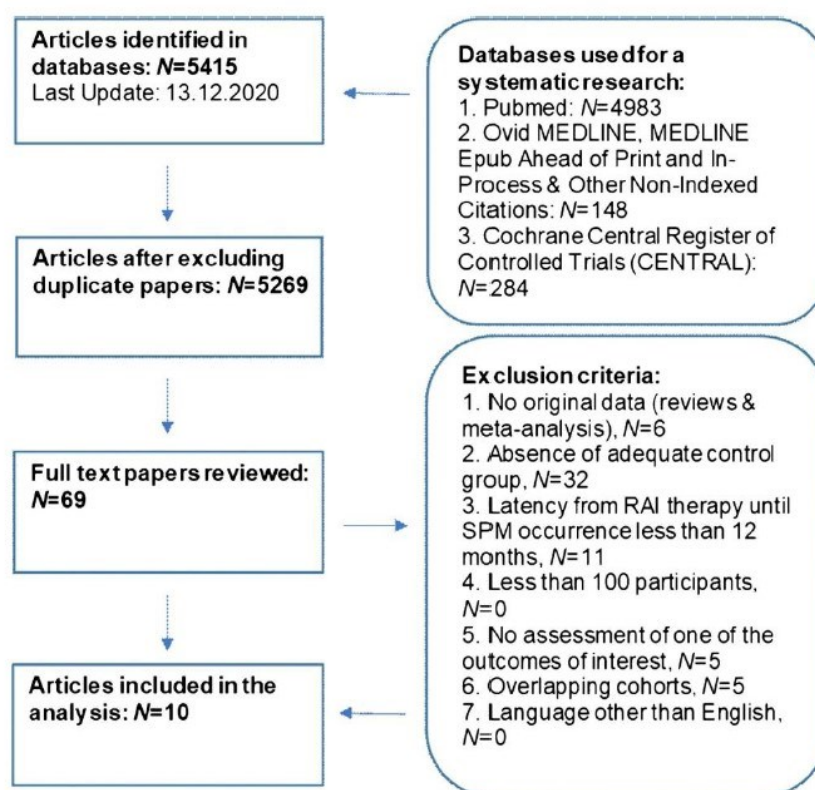 Articles identified in
databases: N=5415
Last Update: 13.12.2020
Databases used for a
systematic research:
1. Pubmed: N=4983
2. Ovid MEDLINE, MEDLINE
Epub Ahead of Print and In-
Process & Other Non-Indexed
Citations: N=148
3. Cochrane Central Register of
Controlled Trials (CENTRAL):
N=284
Articles after excluding
duplicate papers: N=5269
Full text papers reviewed:
N=69
Exclusion criteria:
1. No original data (reviews &
meta-analysis), N=6
2. Absence of adequate control
group, N=32
3. Latency from RAI therapy until
SPM occurrence less than 12
months, N=11
4. Less than 100 participants,
N=0
5. No assessment of one of the
outcomes of interest, N=5
6. Overlapping cohorts, N=5
7. Language other than English,
N=0
Articles included in the
analysis: N=10